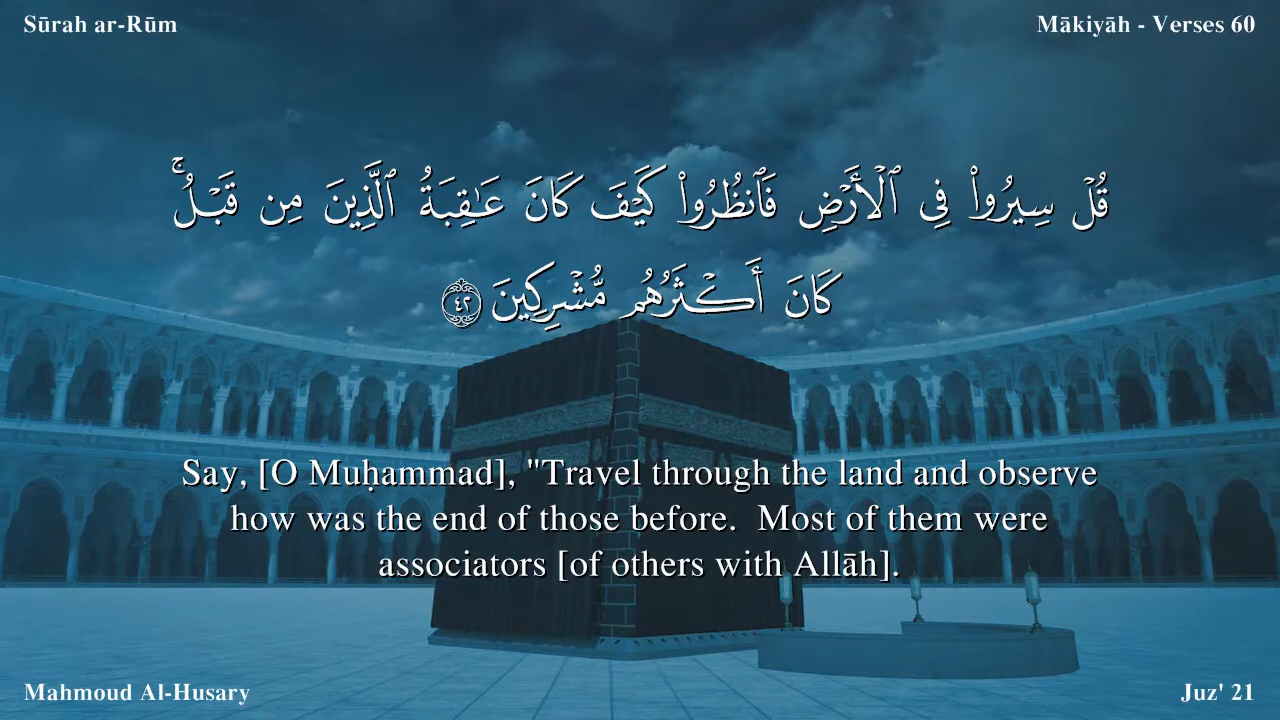 Sūrah ar-Rūm
Mākiyāh - Verses 60
قُلْ سِيرُوا۟ فِى ٱلْأَرْضِ فَٱنظُرُوا۟ كَيْفَ كَانَ عَـٰقِبَةُ ٱلَّذِينَ مِن قَبْلُ ۚ
كَانَ أَكْثَرُهُم مُّشْرِكِينَ ٤٢
Say, [O Muḥammad], "Travel through the land and observe
how was the end of those before.  Most of them were
associators [of others with Allāh].
Mahmoud Al-Husary
Juz' 21